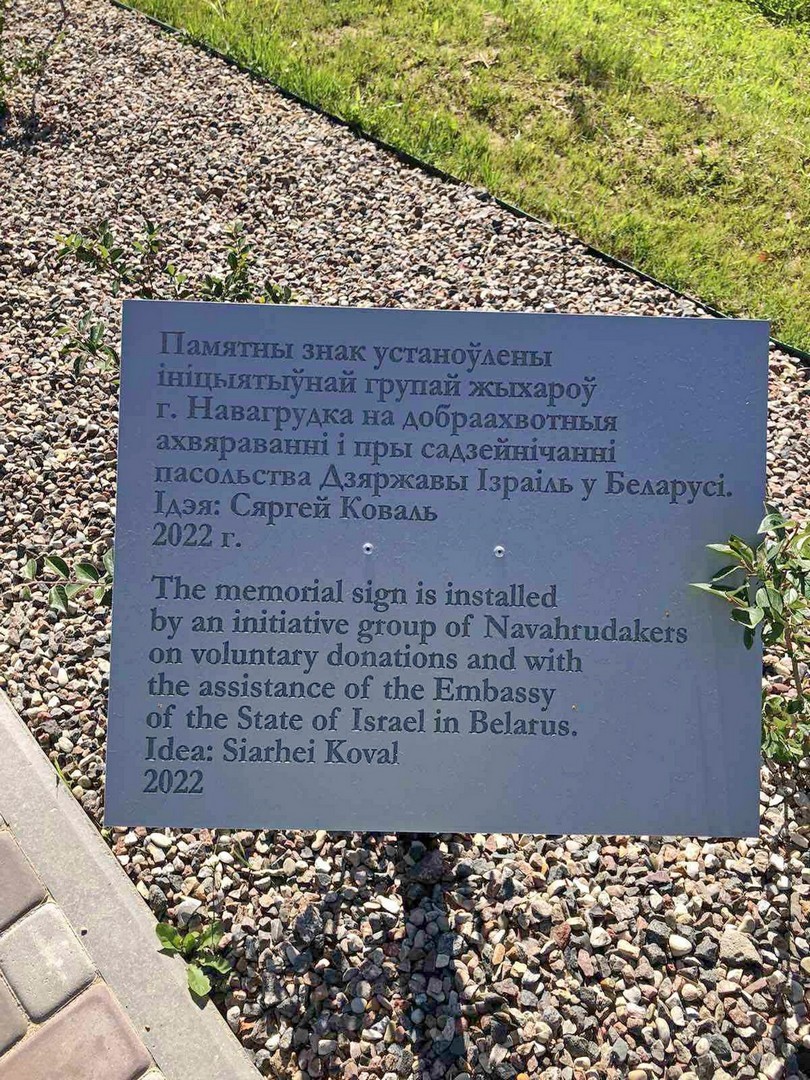 Памятны знак устаноўлены
ініцыятыўнай групай жыхароў
г. Навагрудка на добраахвотныя
ахвяраванні і пры садзейнічанні
пасольства Дзяржавы Ізраіль у Беларусі.
Ідэя: Сяргей Коваль
2022 г.
The memorial sign is installed
by an initiative group of Navahrudakers
on voluntary donations and with
the assistance of the Embassy
of the State of Israel in Belarus.
Idea: Siarhei Koval
2022